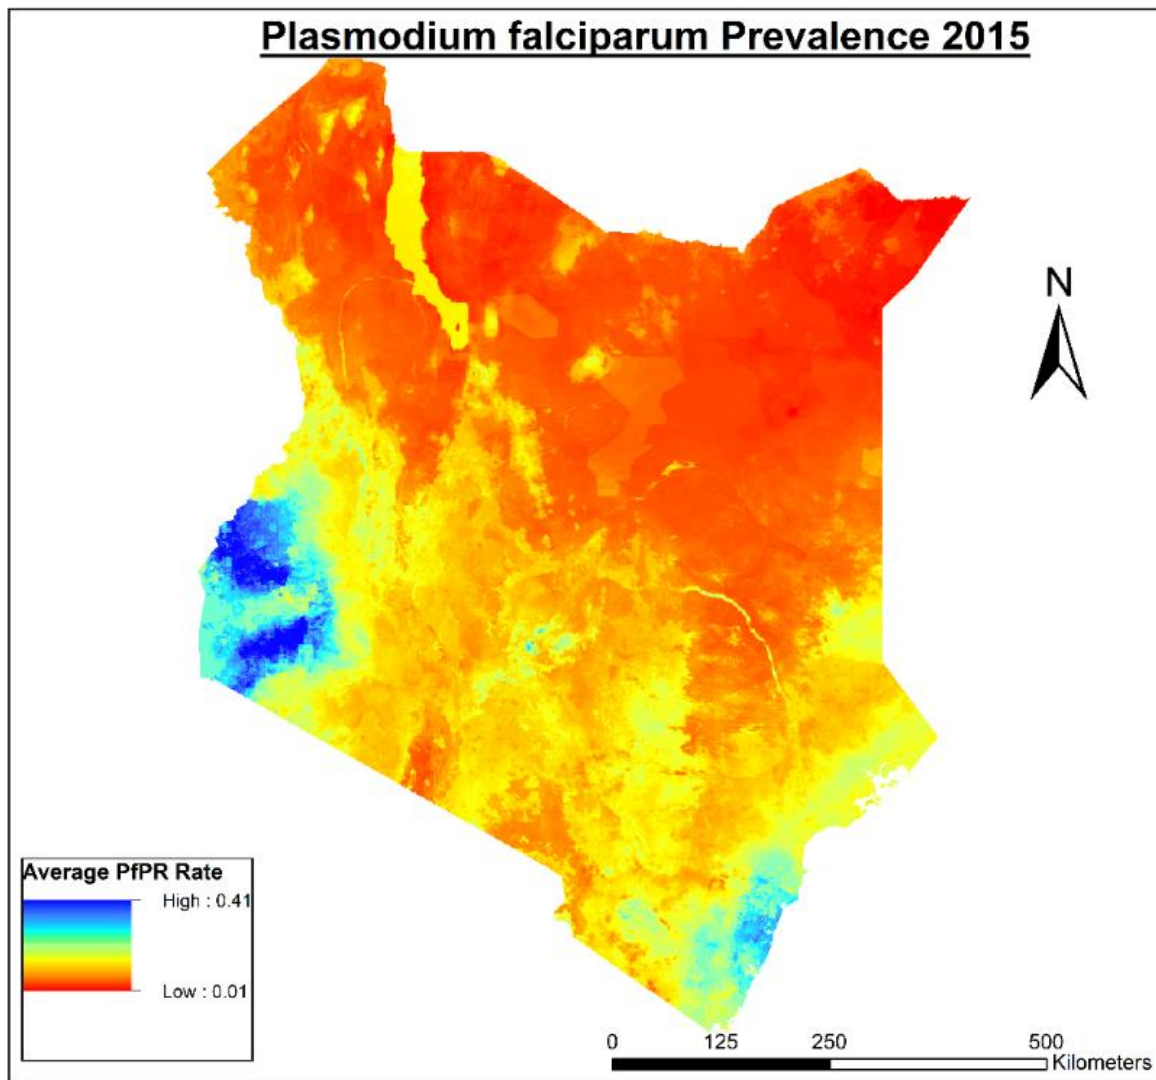 Plasmodium falciparum Prevalence 2015
N
Average PfPR Rate
High : 0.41
Low : 0.01
0 125 250 500
Kilometers